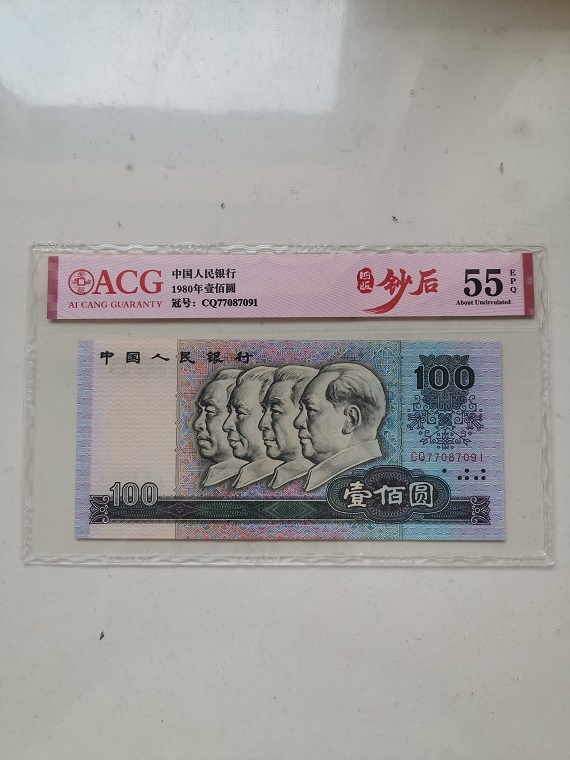 ACG
AI CANG GUARANTY
中国人民银行
1980年壹佰圆
冠号：CQ77087091
四版
钞后
55
EPQ
About Uncirculated
中国人民银行
100
CQ77087091
100
壹佰圆